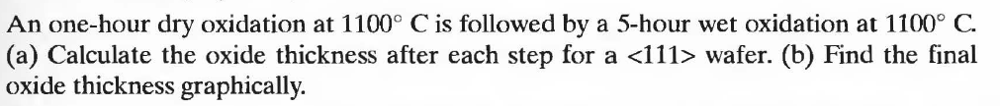 An one-hour dry oxidation at 1100° C is followed by a 5-hour wet oxidation at 1100° C.
(a) Calculate the oxide thickness after each step for a <111> wafer. (b) Find the final
oxide thickness graphically.